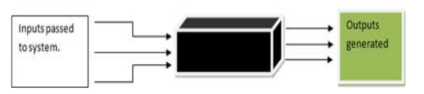 Inputs passed
to system.
Outputs
generated